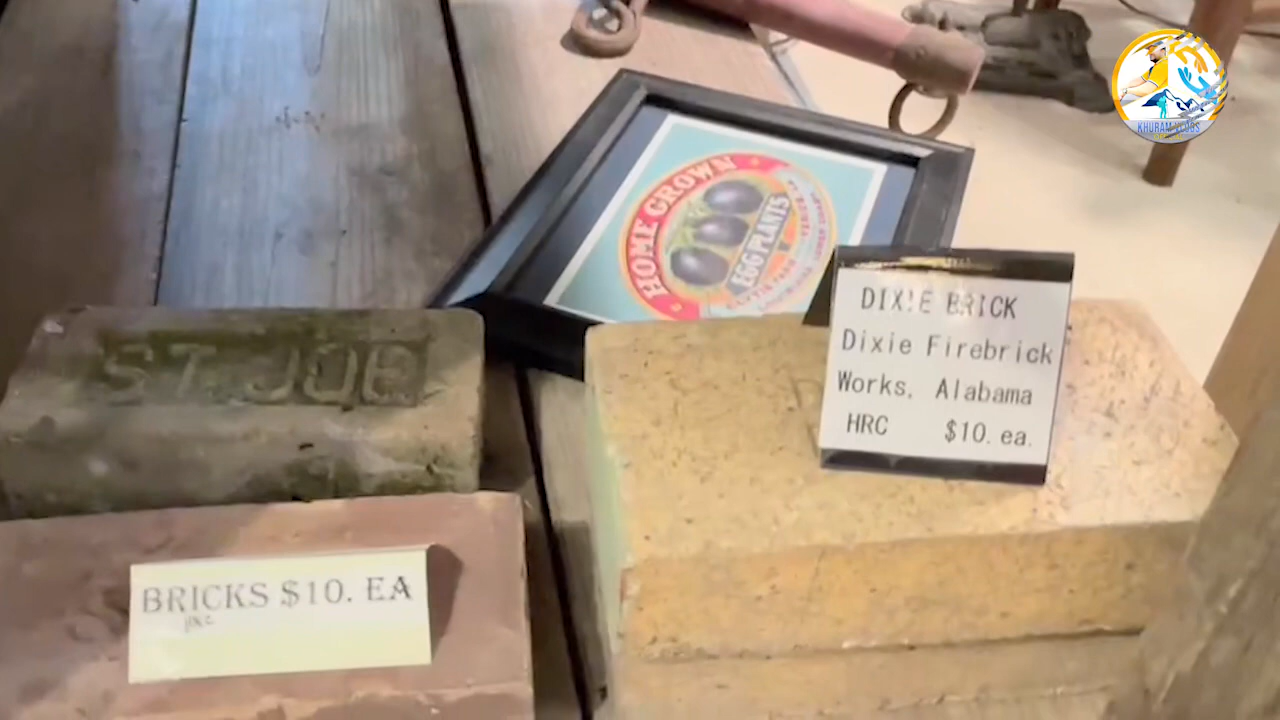 KHURAM VLOGS
HOME GROWN
EGG PLANTS
DIXIE BRICK
Dixie Firebrick
Works, Alabama
HRC $10. ea.
ST. JOE
BRICKS $10. EA
HRC